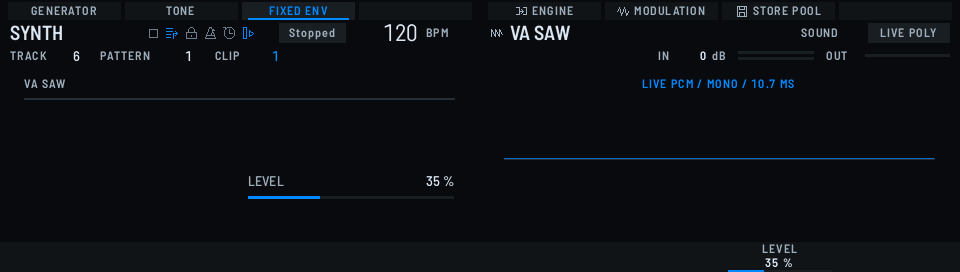 GENERATOR TONE FIXED ENV ENGINE MODULATION STORE POOL
SYNTH Stopped 120 BPM VA SAW SOUND LIVE POLY
TRACK 6 PATTERN 1 CLIP 1 IN 0 dB OUT
VA SAW LIVE PCM / MONO / 10.7 MS
LEVEL 35 %
LEVEL
35 %